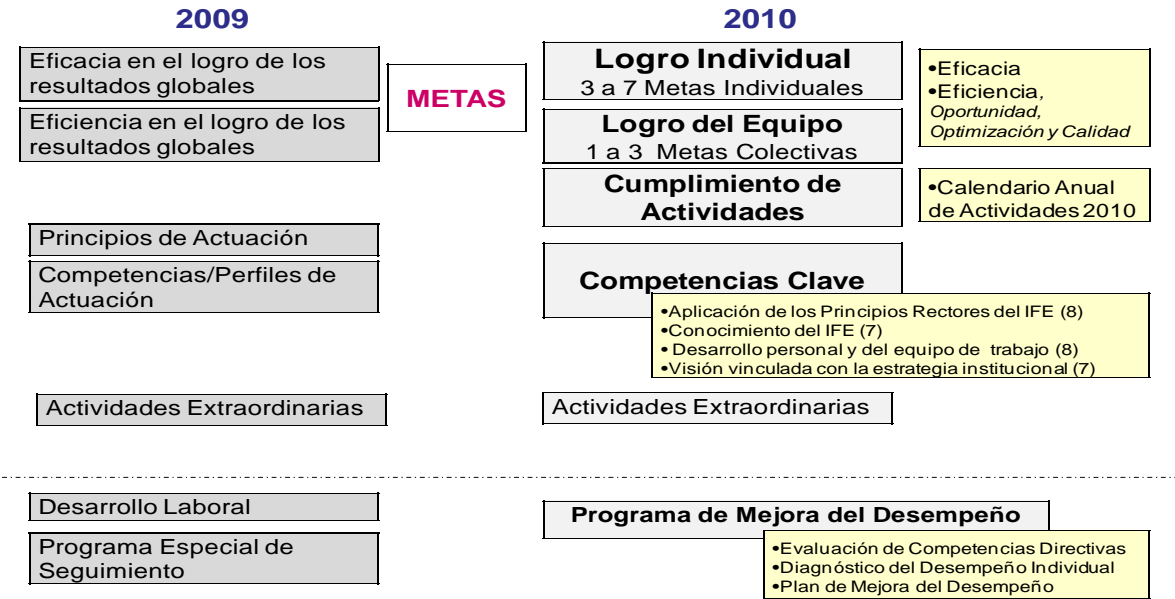 2009
2010
Eficacia en el logro de los
resultados globales
Eficiencia en el logro de los
resultados globales
METAS
Logro Individual
3 a 7 Metas Individuales
Logro del Equipo
1 a 3 Metas Colectivas
Cumplimiento de
Actividades
•Eficacia
•Eficiencia,
Oportunidad,
Optimización y Calidad
•Calendario Anual
de Actividades 2010
Principios de Actuación
Competencias/Perfiles de
Actuación
Competencias Clave
•Aplicación de los Principios Rectores del IFE (8)
•Conocimiento del IFE (7)
• Desarrollo personal y del equipo de trabajo (8)
•Visión vinculada con la estrategia institucional (7)
Actividades Extraordinarias
Actividades Extraordinarias
Desarrollo Laboral
Programa Especial de
Seguimiento
Programa de Mejora del Desempeño
•Evaluación de Competencias Directivas
•Diagnóstico del Desempeño Individual
•Plan de Mejora del Desempeño